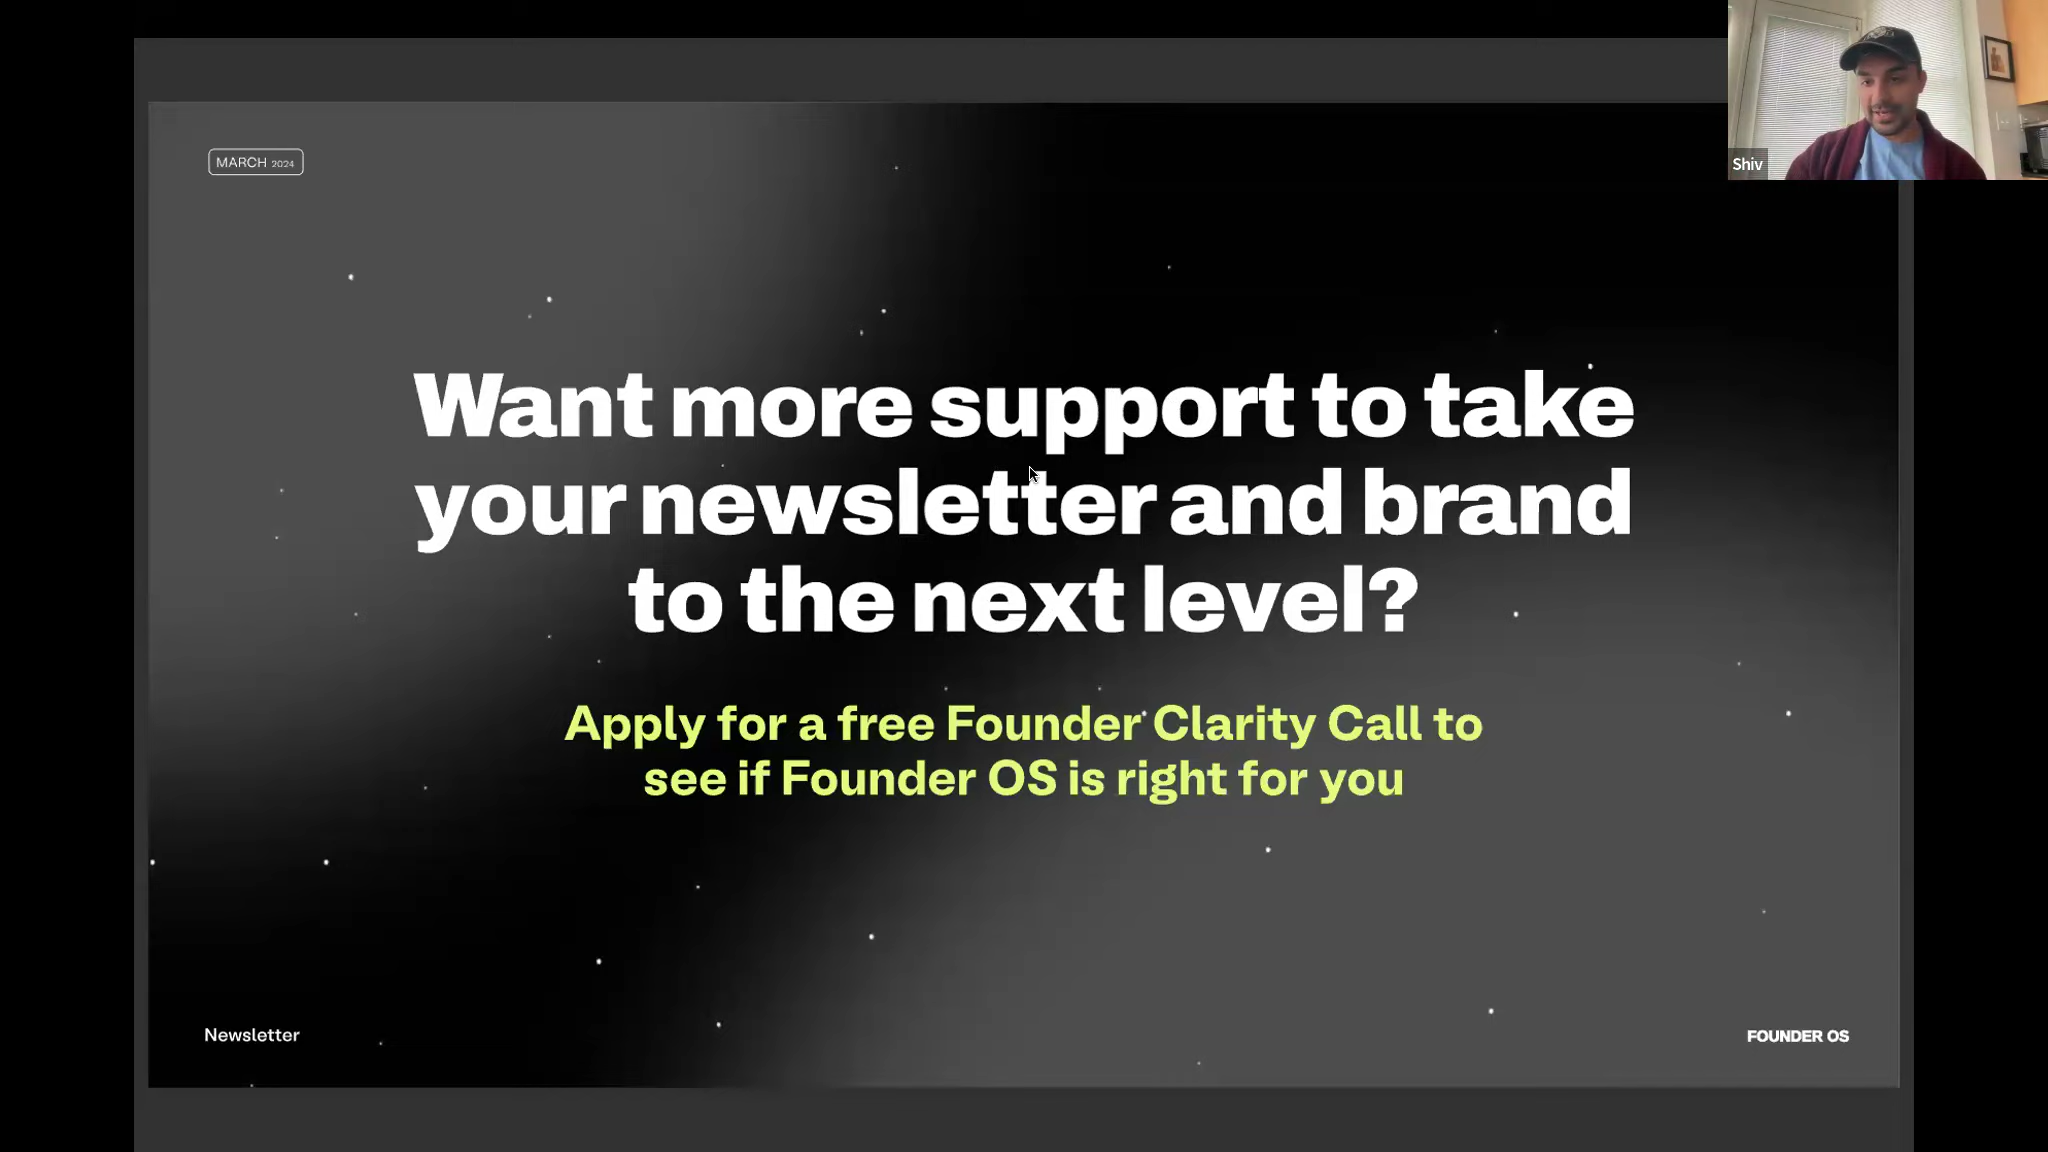 MARCH 2024
Shiv
Want more support to take
your newsletter and brand
to the next level?
Apply for a free Founder Clarity Call to
see if Founder OS is right for you
Newsletter
FOUNDER OS